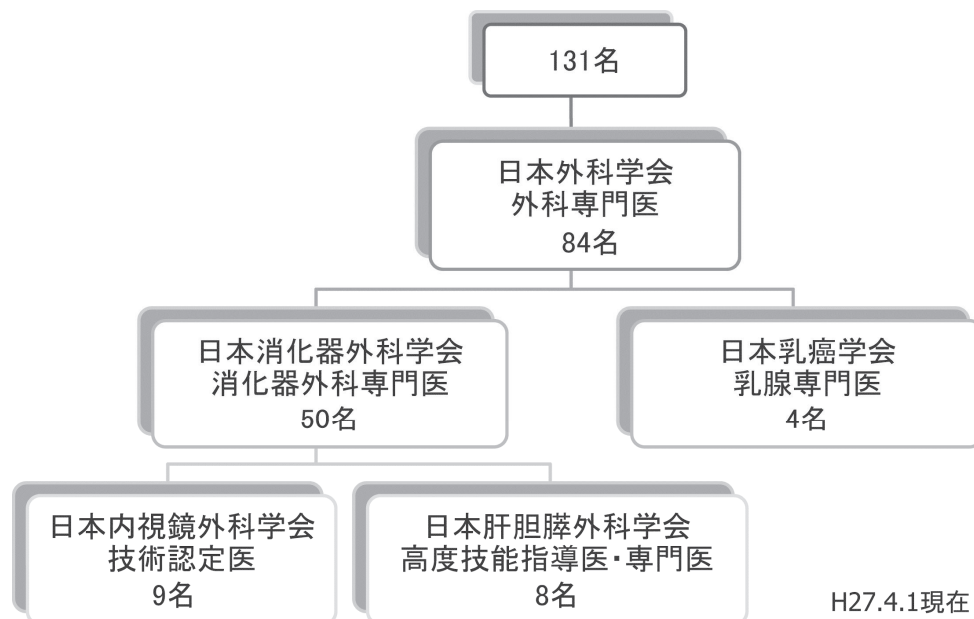 131名
日本外科学会
外科専門医
84名
日本消化器外科学会
消化器外科専門医
50名
日本乳癌学会
乳腺専門医
4名
日本内視鏡外科学会
技術認定医
9名
日本肝胆膵外科学会
高度技能指導医・専門医
8名
H27.4.1現在